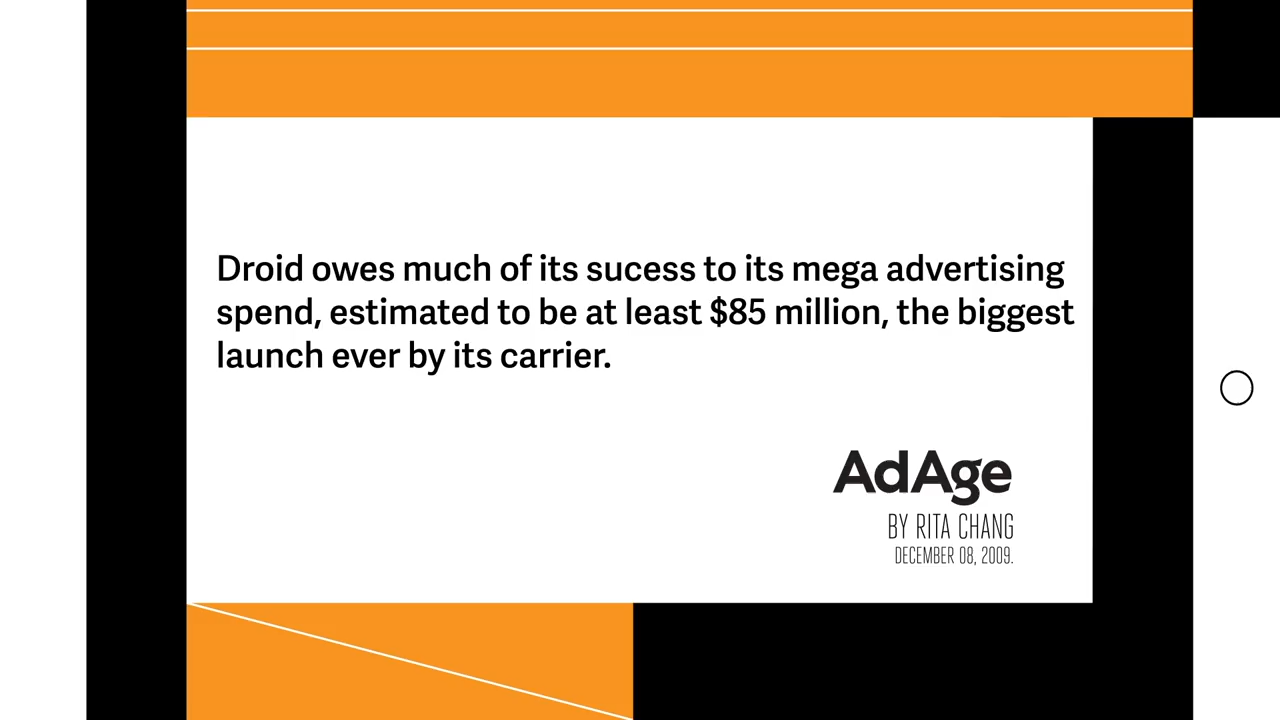 Droid owes much of its sucess to its mega advertising
spend, estimated to be at least $85 million, the biggest
launch ever by its carrier.
AdAge
BY RITA CHANG
DECEMBER 08, 2009.